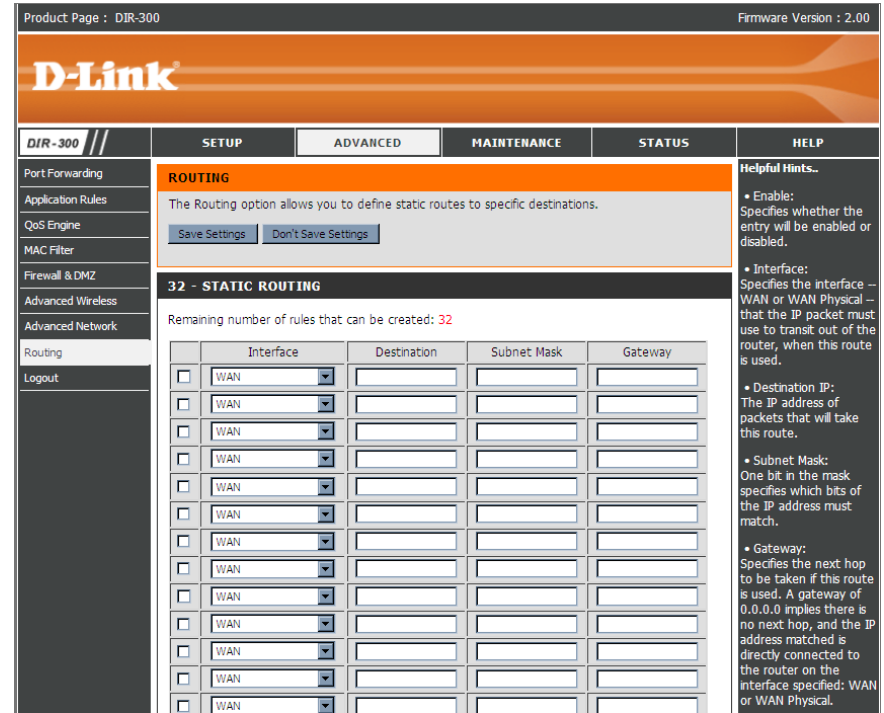 Product Page : DIR-300
Firmware Version : 2.00
D-Link
DIR-300
SETUP
ADVANCED
MAINTENANCE
STATUS
HELP
Port Forwarding
Application Rules
QoS Engine
MAC Filter
Firewall & DMZ
Advanced Wireless
Advanced Network
Routing
Logout
ROUTING
The Routing option allows you to define static routes to specific destinations.
Save Settings
Don't Save Settings
32 - STATIC ROUTING
Remaining number of rules that can be created: 32
Interface Destination Subnet Mask Gateway
WAN
WAN
WAN
WAN
WAN
WAN
WAN
WAN
WAN
WAN
WAN
WAN
WAN
Helpful Hints..
• Enable:
Specifies whether the
entry will be enabled or
disabled.
• Interface:
Specifies the interface --
WAN or WAN Physical --
that the IP packet must
use to transit out of the
router, when this route
is used.
• Destination IP:
The IP address of
packets that will take
this route.
• Subnet Mask:
One bit in the mask
specifies which bits of
the IP address must
match.
• Gateway:
Specifies the next hop
to be taken if this route
is used. A gateway of
0.0.0.0 implies there is
no next hop, and the IP
address matched is
directly connected to
the router on the
interface specified: WAN
or WAN Physical.